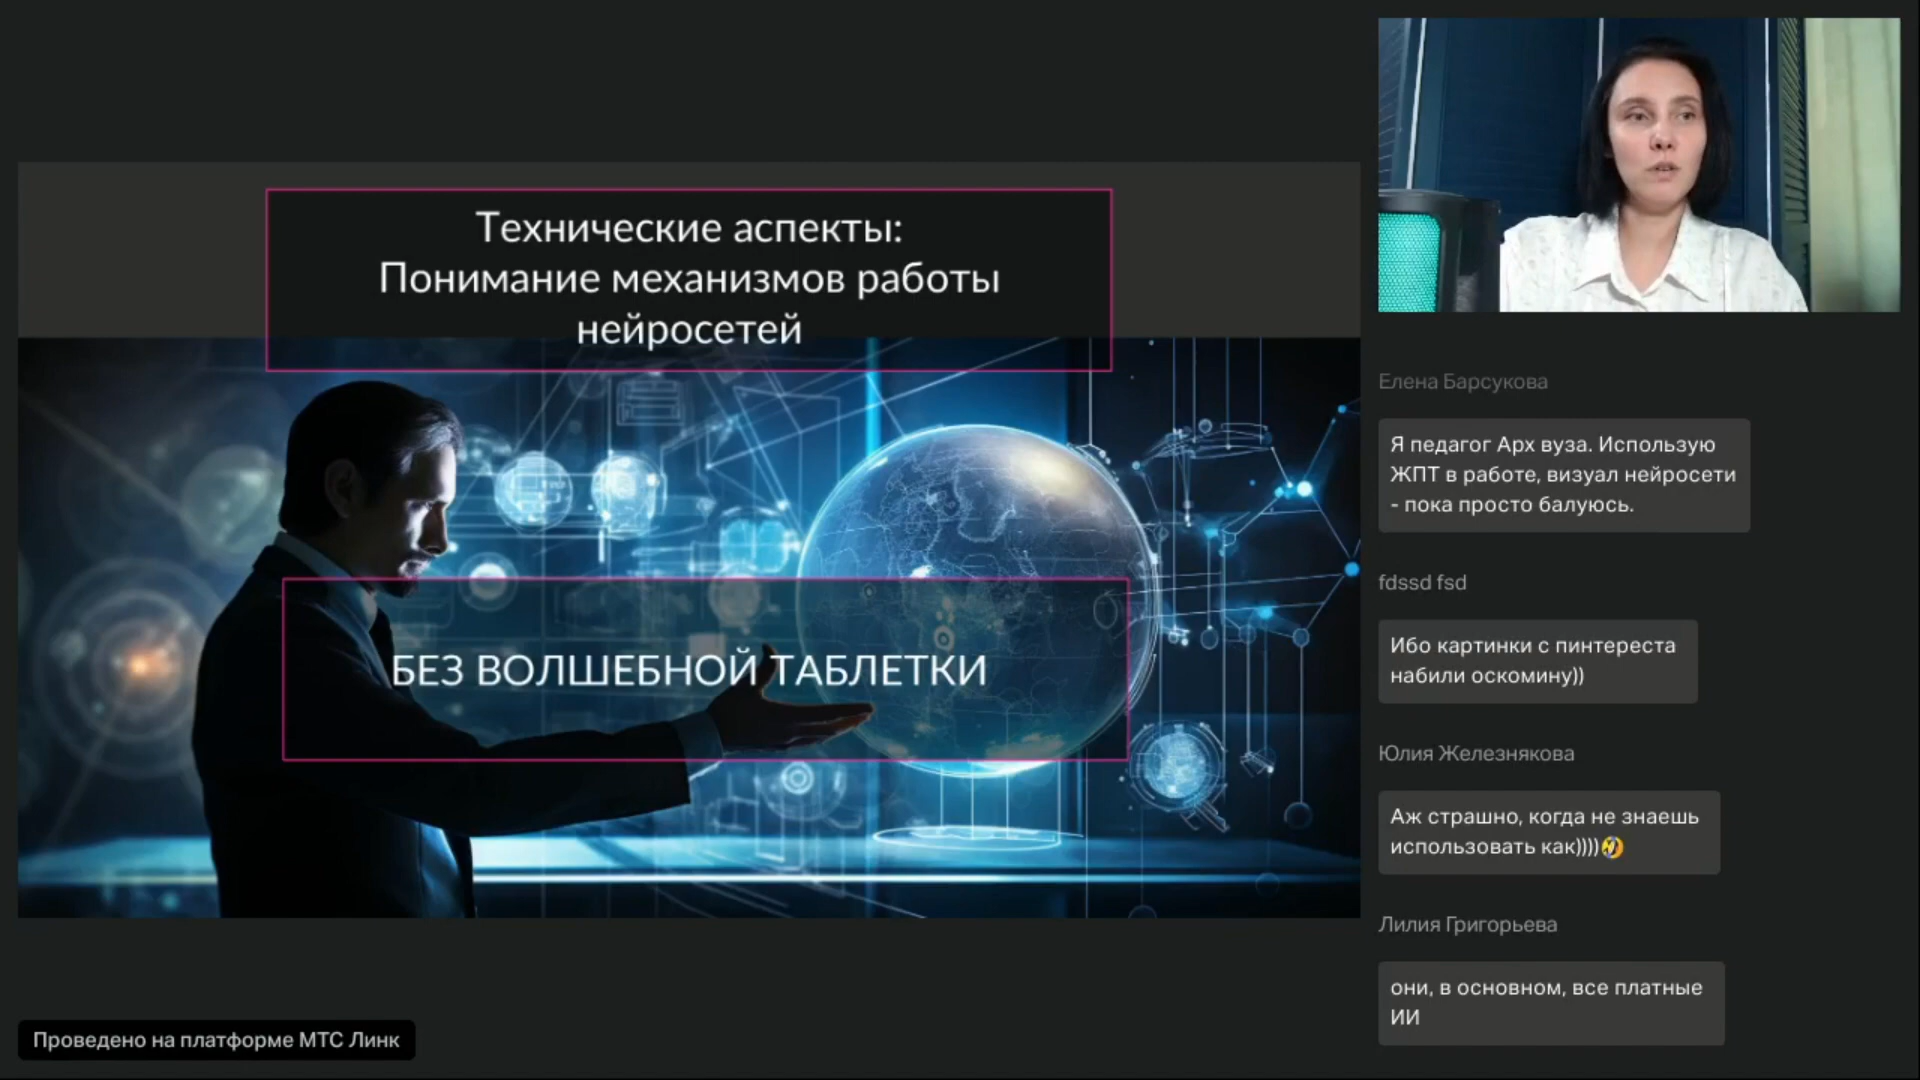 Технические аспекты:
Понимание механизмов работы
нейросетей
БЕЗ ВОЛШЕБНОЙ ТАБЛЕТКИ
Проведено на платформе МТС Линк
Елена Барсукова
Я педагог Арх вуза. Использую
ЖПТ в работе, визуал нейросети
- пока просто балуюсь.
fdssd fsd
Ибо картинки с пинтереста
набили оскомину))
Юлия Железнякова
Аж страшно, когда не знаешь
использовать как))))🤣
Лилия Григорьева
они, в основном, все платные
ИИ